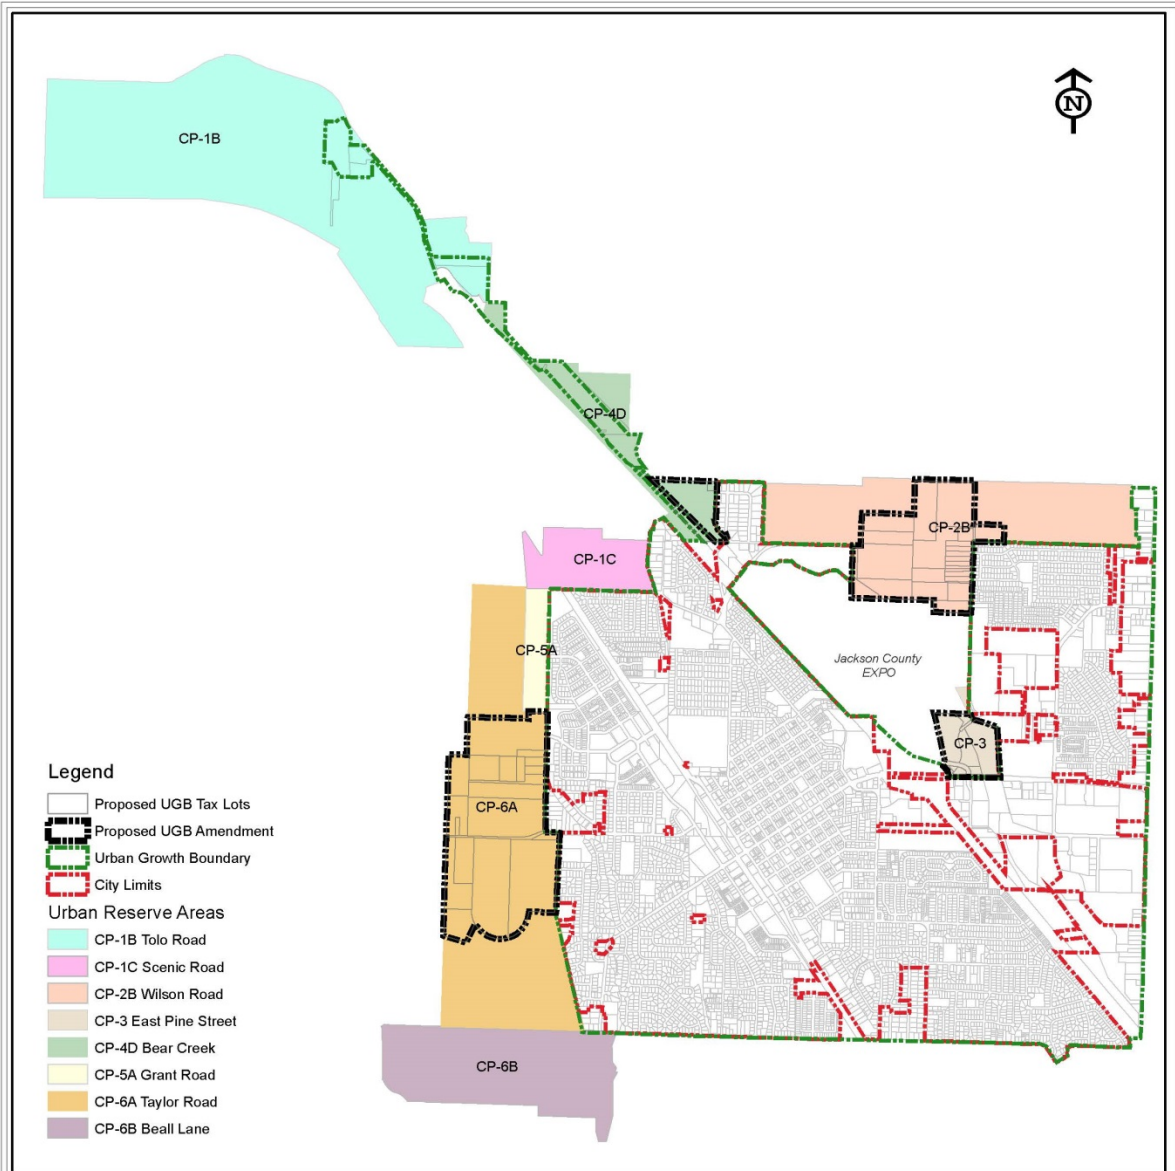 N
CP-1B
CP-4D
CP-2B
CP-1C
CP-5A
Jackson County
EXPO
CP-3
CP-6A
CP-6B
Legend
Proposed UGB Tax Lots
Proposed UGB Amendment
Urban Growth Boundary
City Limits
Urban Reserve Areas
CP-1B Tolo Road
CP-1C Scenic Road
CP-2B Wilson Road
CP-3 East Pine Street
CP-4D Bear Creek
CP-5A Grant Road
CP-6A Taylor Road
CP-6B Beall Lane